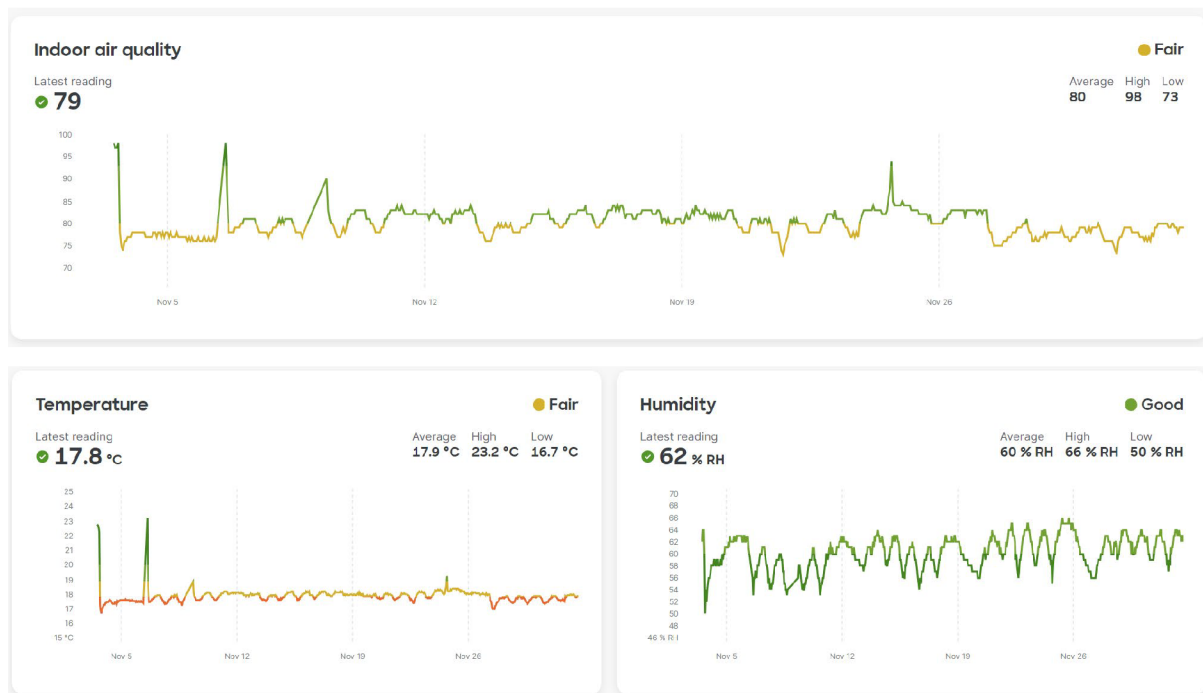 Indoor air quality
Fair
Latest reading
79
Average High Low
80 98 73
100
95
90
85
80
75
70
Nov 5 Nov 12 Nov 19 Nov 26
Temperature
Fair
Latest reading
17.8 °C
Average High Low
17.9 °C 23.2 °C 16.7 °C
25
24
23
22
21
20
19
18
17
16
15 °C
Nov 5 Nov 12 Nov 19 Nov 26
Humidity
Good
Latest reading
62 % RH
Average High Low
60 % RH 66 % RH 50 % RH
70
68
66
64
62
60
58
56
54
52
50
48
46 % RH
Nov 5 Nov 12 Nov 19 Nov 26